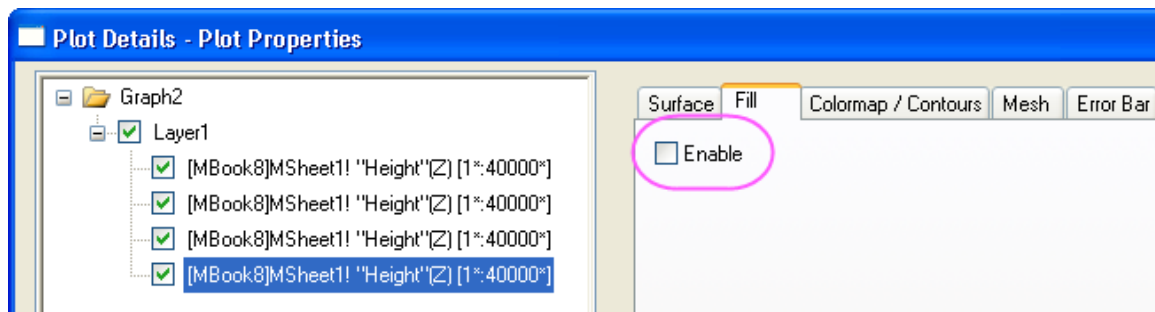 Plot Details - Plot Properties
Graph2
Layer1
[MBook8]MSheet1! "Height"(Z) [1*:40000*]
[MBook8]MSheet1! "Height"(Z) [1*:40000*]
[MBook8]MSheet1! "Height"(Z) [1*:40000*]
[MBook8]MSheet1! "Height"(Z) [1*:40000*]
Surface Fill Colormap / Contours Mesh Error Bar
Enable